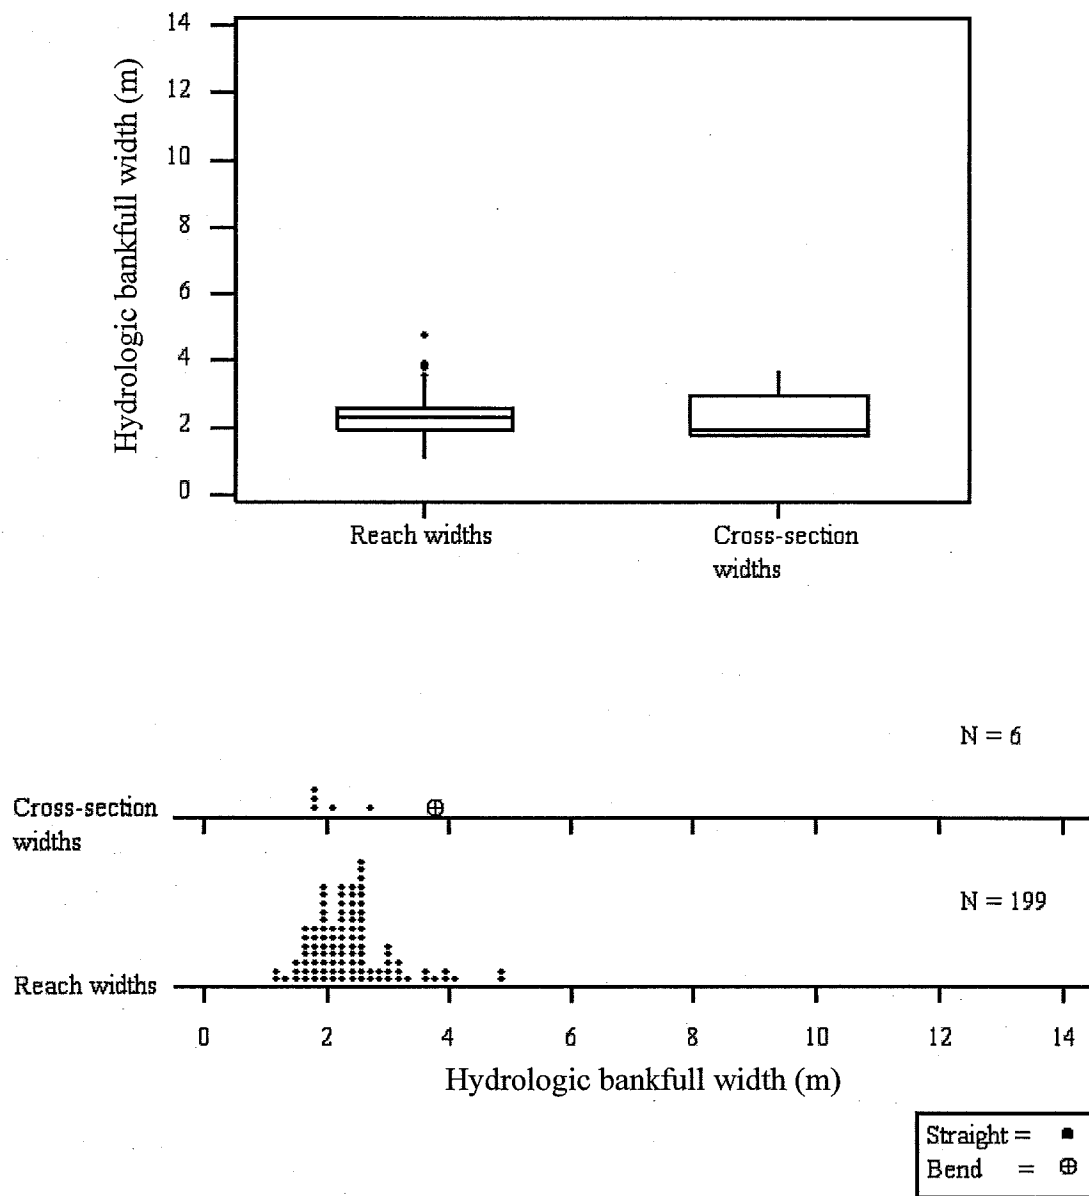 14
12
10
8
6
4
2
0
Hydrologic bankfull width (m)
Reach widths
Cross-section
widths
N = 6
Cross-section
widths
N = 199
Reach widths
0 2 4 6 8 10 12 14
Hydrologic bankfull width (m)
Straight =
Bend =